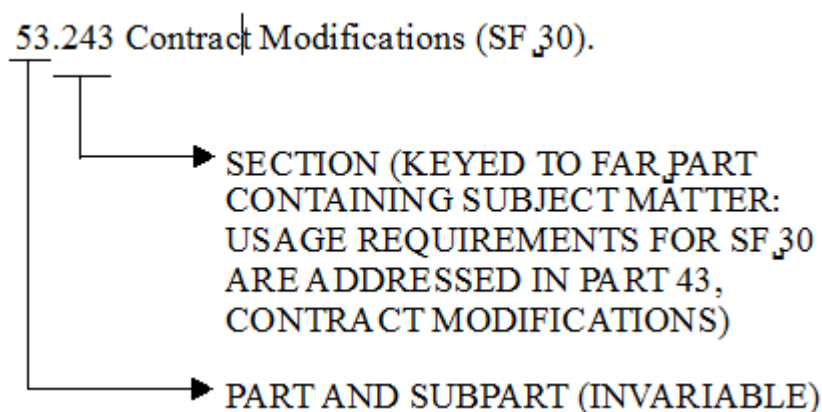 53.243 Contract Modifications (SF 30).
SECTION (KEYED TO FAR PART
CONTAINING SUBJECT MATTER:
USAGE REQUIREMENTS FOR SF 30
ARE ADDRESSED IN PART 43,
CONTRACT MODIFICATIONS)
PART AND SUBPART (INVARIABLE)